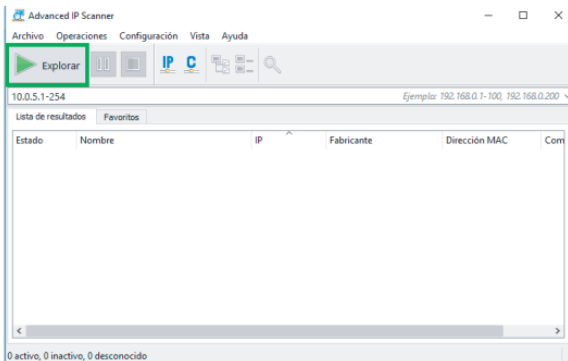 Advanced IP Scanner
Archivo Operaciones Configuración Vista Ayuda
Explorar IP C
10.0.5.1-254 Ejemplo: 192.168.0.1-100, 192.168.0.200
Lista de resultados Favoritos
Estado Nombre IP Fabricante Dirección MAC Com
0 activo, 0 inactivo, 0 desconocido